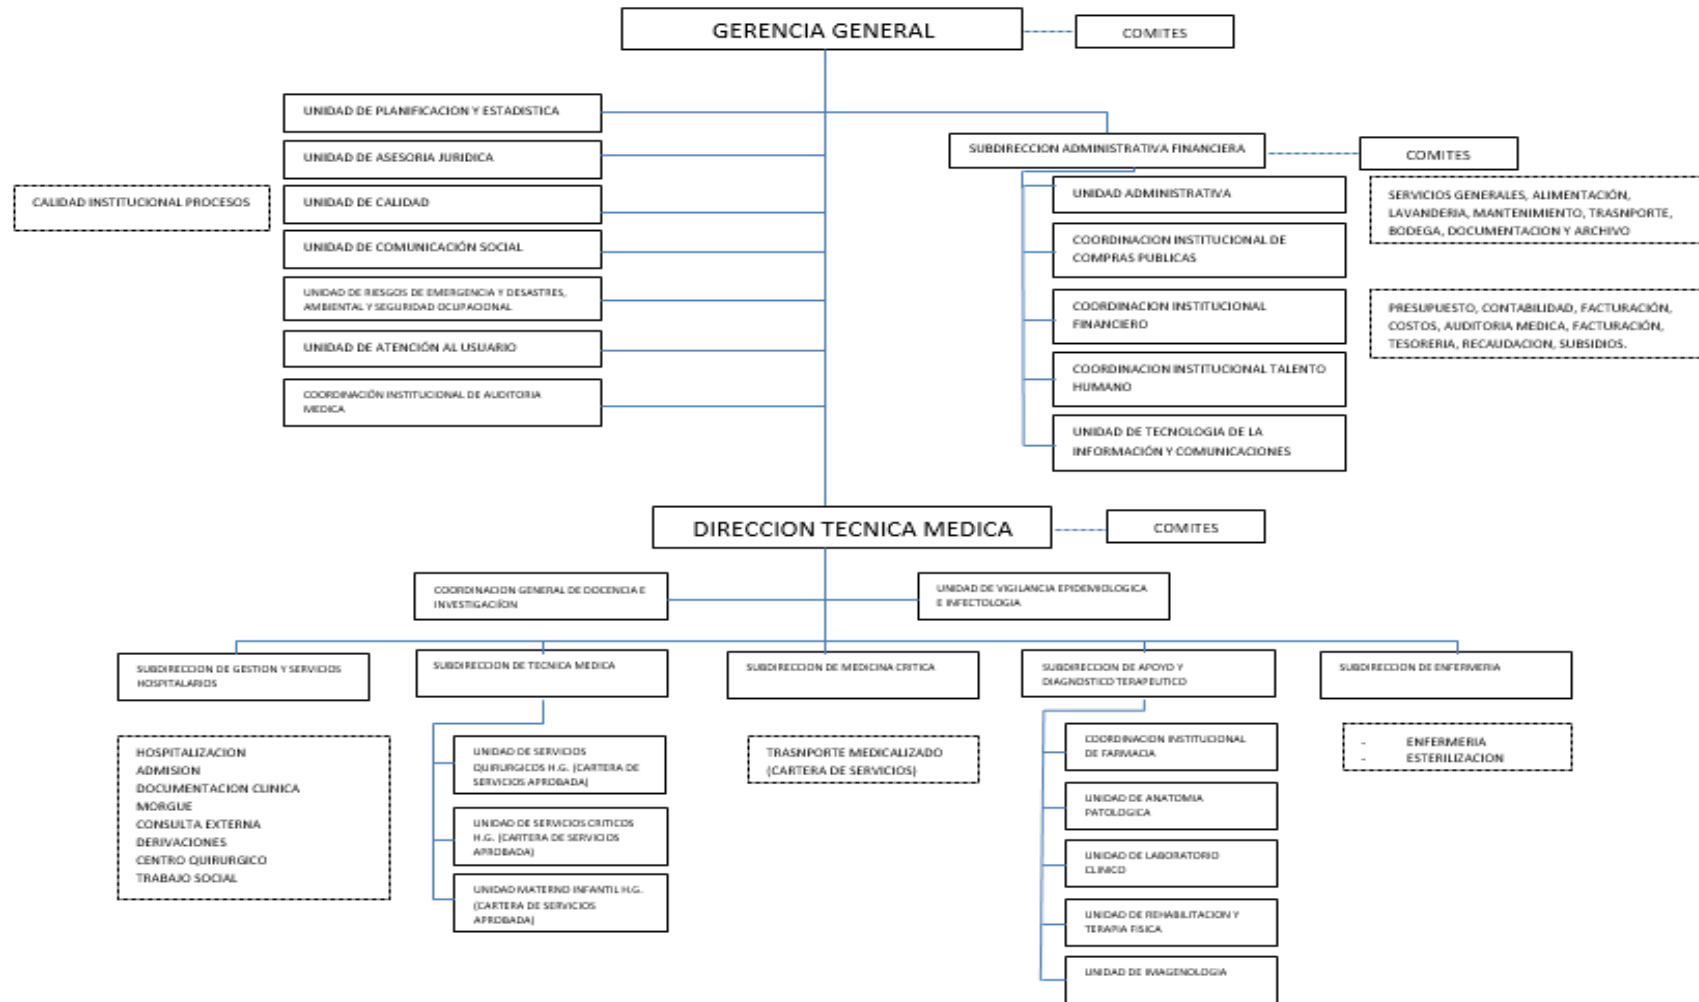 GERENCIA GENERAL
COMITES
UNIDAD DE PLANIFICACION Y ESTADISTICA
UNIDAD DE ASESORIA JURIDICA
CALIDAD INSTITUCIONAL PROCESOS
UNIDAD DE CALIDAD
UNIDAD DE COMUNICACIÓN SOCIAL
UNIDAD DE RIESGOS DE EMERGENCIA Y DESASTRES,
AMBIENTAL Y SEGURIDAD OCUPACIONAL
UNIDAD DE ATENCIÓN AL USUARIO
COORDINACIÓN INSTITUCIONAL DE AUDITORIA
MEDICA
SUBDIRECCION ADMINISTRATIVA FINANCIERA
COMITES
UNIDAD ADMINISTRATIVA
SERVICIOS GENERALES, ALIMENTACIÓN,
LAVANDERIA, MANTENIMIENTO, TRASNPORTE,
BODEGA, DOCUMENTACION Y ARCHIVO
COORDINACION INSTITUCIONAL DE
COMPRAS PUBLICAS
COORDINACION INSTITUCIONAL
FINANCIERO
PRESUPUESTO, CONTABILIDAD, FACTURACIÓN,
COSTOS, AUDITORIA MEDICA, FACTURACIÓN,
TESORERIA, RECAUDACION, SUBSIDIOS.
COORDINACION INSTITUCIONAL TALENTO
HUMANO
UNIDAD DE TECNOLOGIA DE LA
INFORMACIÓN Y COMUNICACIONES
DIRECCION TECNICA MEDICA
COMITES
COORDINACION GENERAL DE DOCENCIA E
INVESTIGACIÍON
UNIDAD DE VIGILANCIA EPIDEMIOLOGICA
E INFECTOLOGIA
SUBDIRECCION DE GESTION Y SERVICIOS
HOSPITALARIOS
HOSPITALIZACION
ADMISION
DOCUMENTACION CLINICA
MORGUE
CONSULTA EXTERNA
DERIVACIONES
CENTRO QUIRURGICO
TRABAJO SOCIAL
SUBDIRECCION DE TECNICA MEDICA
UNIDAD DE SERVICIOS
QUIRURGICOS H.G. (CARTERA DE
SERVICIOS APROBADA)
UNIDAD DE SERVICIOS CRITICOS
H.G. (CARTERA DE SERVICIOS
APROBADA)
UNIDAD MATERNO INFANTIL H.G.
(CARTERA DE SERVICIOS
APROBADA)
SUBDIRECCION DE MEDICINA CRITICA
TRASNPORTE MEDICALIZADO
(CARTERA DE SERVICIOS)
SUBDIRECCION DE APOYO Y
DIAGNOSTICO TERAPEUTICO
COORDINACION INSTITUCIONAL
DE FARMACIA
UNIDAD DE ANATOMIA
PATOLOGICA
UNIDAD DE LABORATORIO
CLINICO
UNIDAD DE REHABILITACION Y
TERAPIA FISICA
UNIDAD DE IMAGENOLOGIA
SUBDIRECCION DE ENFERMERIA
- ENFERMERIA
- ESTERILIZACION